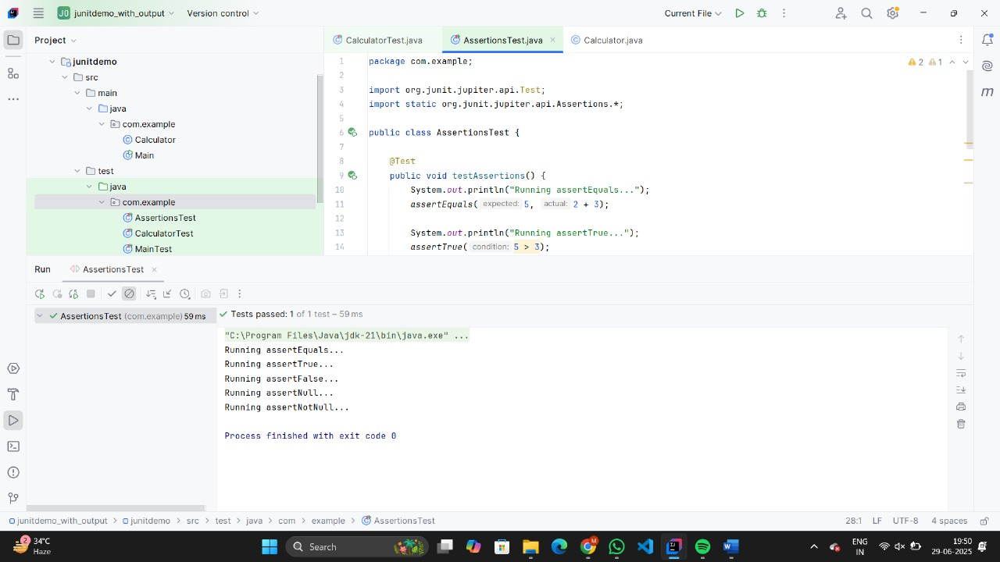 JO junitdemo_with_output Version control Current File
Project
CalculatorTest.java AssertionsTest.java Calculator.java
junitdemo
src
main
java
com.example
Calculator
Main
test
java
com.example
AssertionsTest
CalculatorTest
MainTest
2 1
1 package com.example;
2
3 import org.junit.jupiter.api.Test;
4 import static org.junit.jupiter.api.Assertions.*;
5
6 public class AssertionsTest {
7
8 @Test
9 public void testAssertions() {
10 System.out.println("Running assertEquals...");
11 assertEquals( expected: 5, actual: 2 + 3);
12
13 System.out.println("Running assertTrue...");
14 assertTrue( condition: 5 > 3);
m
Run AssertionsTest
AssertionsTest (com.example) 59 ms
Tests passed: 1 of 1 test – 59 ms
"C:\Program Files\Java\jdk-21\bin\java.exe" ...
Running assertEquals...
Running assertTrue...
Running assertFalse...
Running assertNull...
Running assertNotNull...
Process finished with exit code 0
junitdemo_with_output > junitdemo > src > test > java > com > example > AssertionsTest 28:1 LF UTF-8 4 spaces
2 34°C
Haze
Search
M
ENG
IN
19:50
29-06-2025